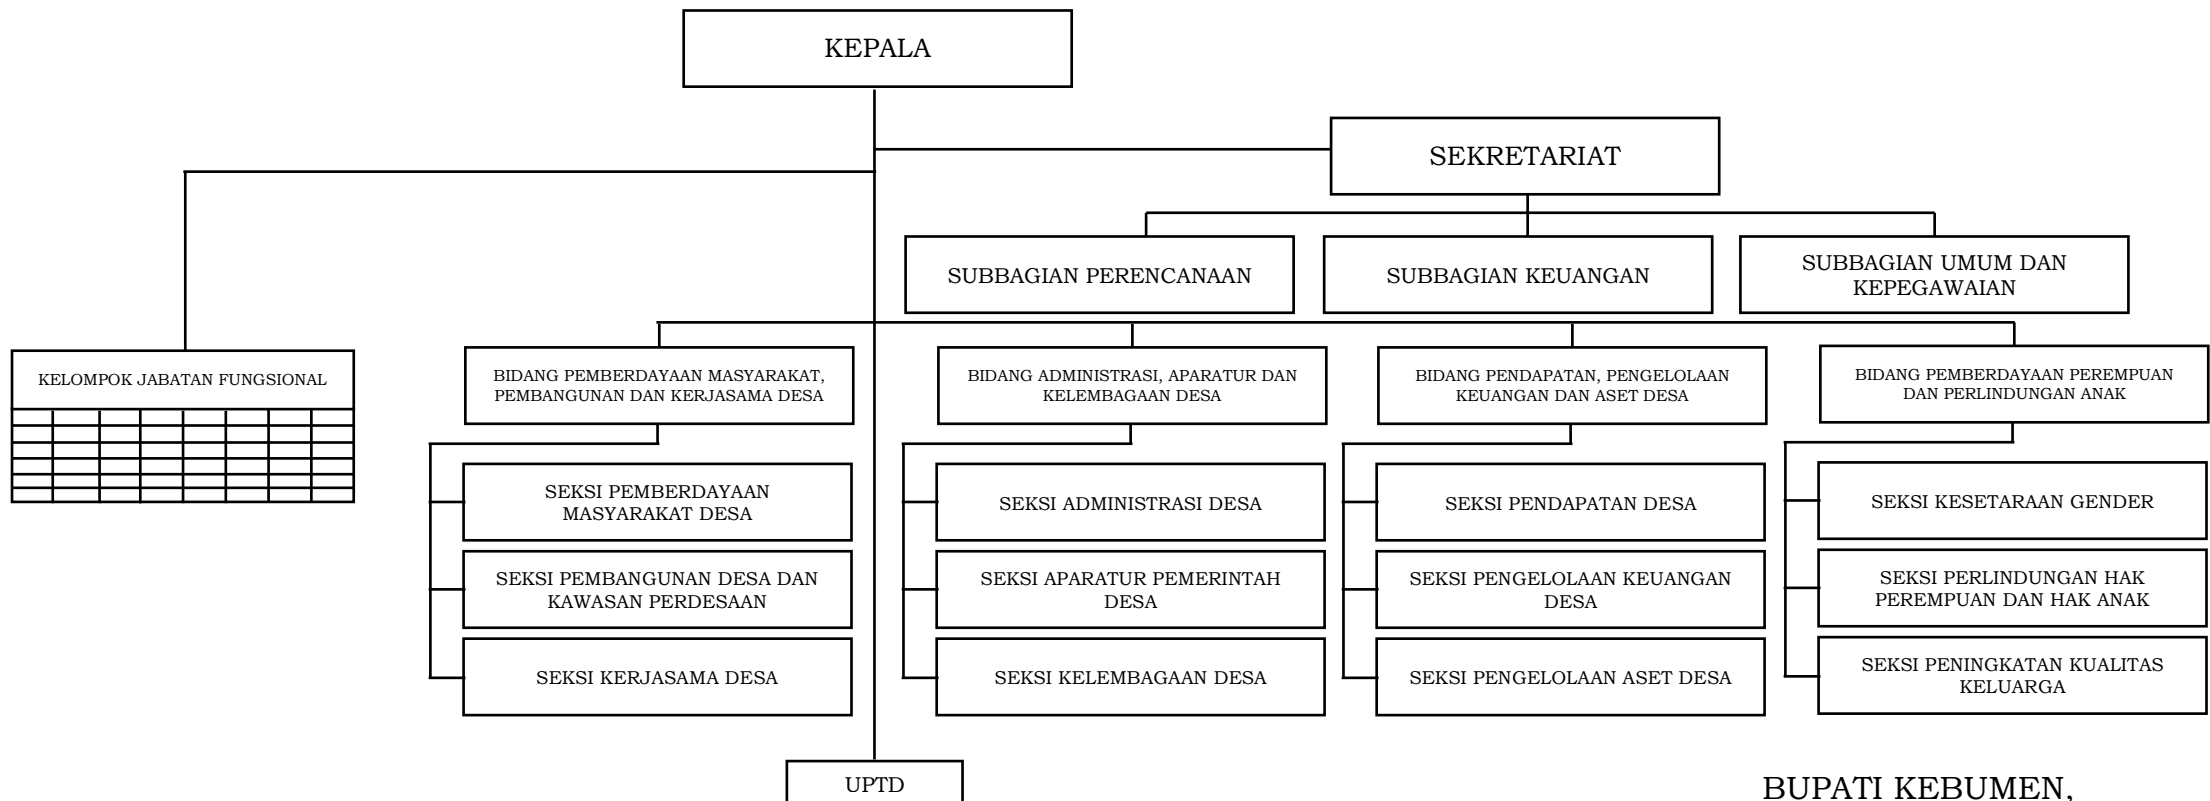 KEPALA
SEKRETARIAT
SUBBAGIAN PERENCANAAN
SUBBAGIAN KEUANGAN
SUBBAGIAN UMUM DAN
KEPEGAWAIAN
KELOMPOK JABATAN FUNGSIONAL
BIDANG PEMBERDAYAAN MASYARAKAT,
PEMBANGUNAN DAN KERJASAMA DESA
SEKSI PEMBERDAYAAN
MASYARAKAT DESA
SEKSI PEMBANGUNAN DESA DAN
KAWASAN PERDESAAN
SEKSI KERJASAMA DESA
BIDANG ADMINISTRASI, APARATUR DAN
KELEMBAGAAN DESA
SEKSI ADMINISTRASI DESA
SEKSI APARATUR PEMERINTAH
DESA
SEKSI KELEMBAGAAN DESA
BIDANG PENDAPATAN, PENGELOLAAN
KEUANGAN DAN ASET DESA
SEKSI PENDAPATAN DESA
SEKSI PENGELOLAAN KEUANGAN
DESA
SEKSI PENGELOLAAN ASET DESA
BIDANG PEMBERDAYAAN PEREMPUAN
DAN PERLINDUNGAN ANAK
SEKSI KESETARAAN GENDER
SEKSI PERLINDUNGAN HAK
PEREMPUAN DAN HAK ANAK
SEKSI PENINGKATAN KUALITAS
KELUARGA
UPTD
BUPATI KEBUMEN,